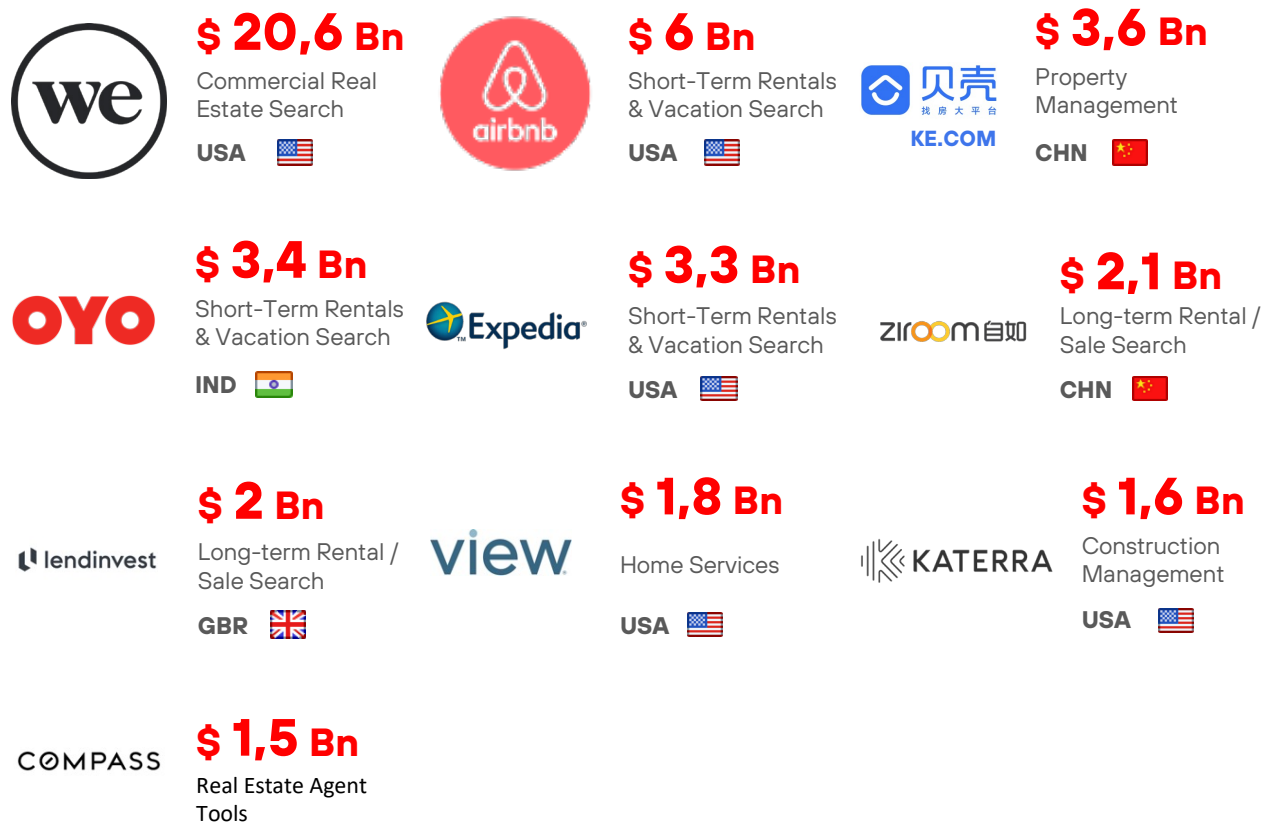 we
$ 20,6 Bn
Commercial Real
Estate Search
USA
airbnb
$ 6 Bn
Short-Term Rentals
& Vacation Search
USA
贝壳
找房大平台
KE.COM
$ 3,6 Bn
Property
Management
CHN
OYO
$ 3,4 Bn
Short-Term Rentals
& Vacation Search
IND
Expedia®
TM
$ 3,3 Bn
Short-Term Rentals
& Vacation Search
USA
ziroom自如
$ 2,1 Bn
Long-term Rental /
Sale Search
CHN
lendinvest
$ 2 Bn
Long-term Rental /
Sale Search
GBR
view
$ 1,8 Bn
Home Services
USA
KATERRA
$ 1,6 Bn
Construction
Management
USA
COMPASS
$ 1,5 Bn
Real Estate Agent
Tools